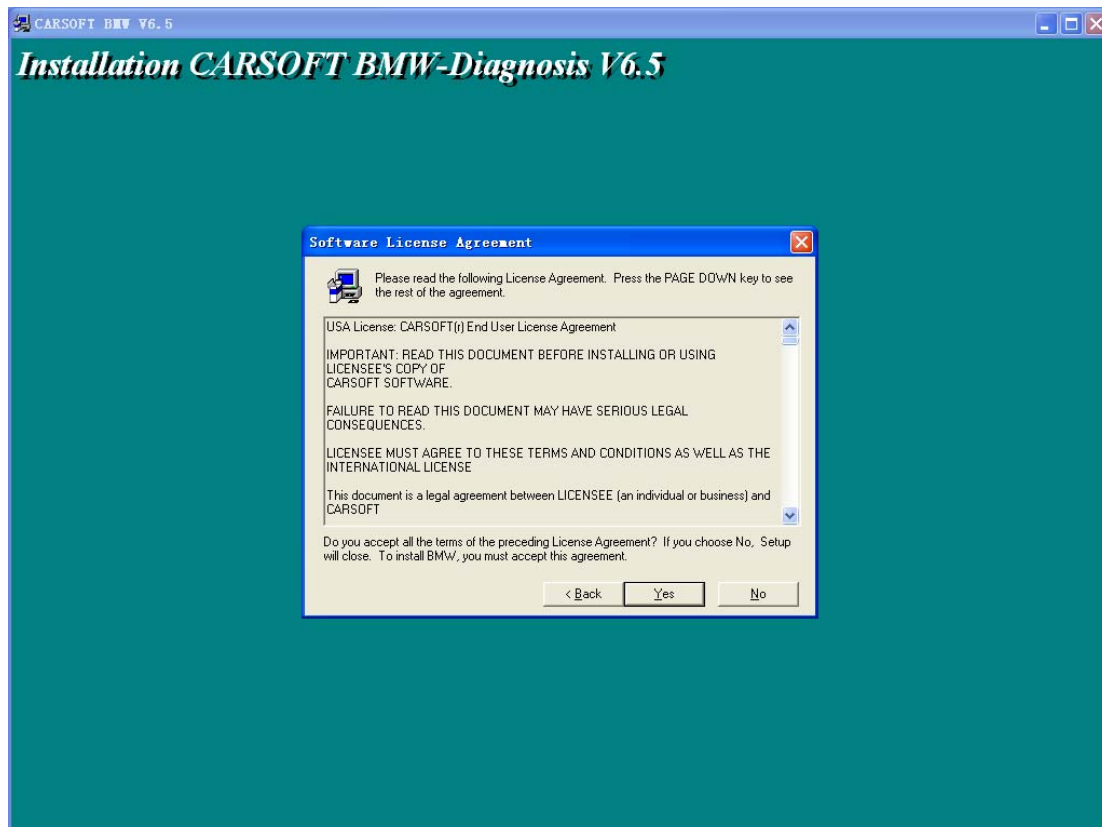 CARSOFT BMW V6.5
Installation CARSOFT BMW-Diagnosis V6.5
Software License Agreement
Please read the following License Agreement. Press the PAGE DOWN key to see
the rest of the agreement.
USA License: CARSOFT(r) End User License Agreement
IMPORTANT: READ THIS DOCUMENT BEFORE INSTALLING OR USING
LICENSEE'S COPY OF
CARSOFT SOFTWARE.
FAILURE TO READ THIS DOCUMENT MAY HAVE SERIOUS LEGAL
CONSEQUENCES.
LICENSEE MUST AGREE TO THESE TERMS AND CONDITIONS AS WELL AS THE
INTERNATIONAL LICENSE
This document is a legal agreement between LICENSEE (an individual or business) and
CARSOFT
Do you accept all the terms of the preceding License Agreement? If you choose No, Setup
will close. To install BMW, you must accept this agreement.
< Back
Yes
No